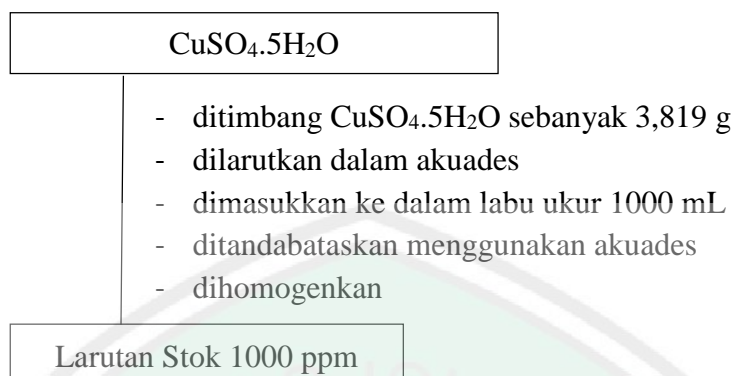 CuSO₄.5H₂O
- ditimbang CuSO₄.5H₂O sebanyak 3,819 g
- dilarutkan dalam akuades
- dimasukkan ke dalam labu ukur 1000 mL
- ditandabataskan menggunakan akuades
- dihomogenkan
Larutan Stok 1000 ppm